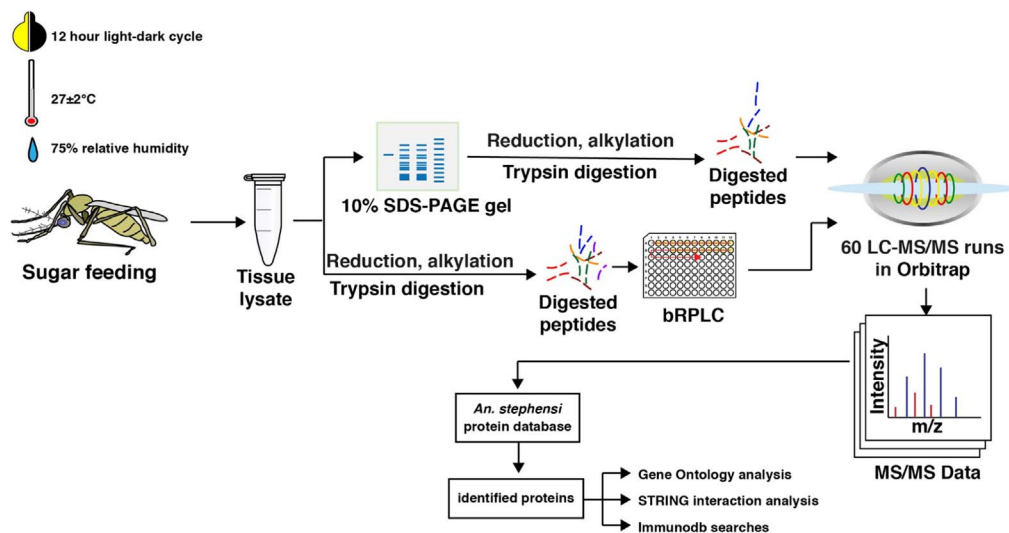 12 hour light-dark cycle
27±2°C
75% relative humidity
Sugar feeding
Tissue
lysate
10% SDS-PAGE gel
Reduction, alkylation
Trypsin digestion
Digested
peptides
Reduction, alkylation
Trypsin digestion
Digested
peptides
bRPLC
60 LC-MS/MS runs
in Orbitrap
Intensity
m/z
MS/MS Data
An. stephensi
protein database
identified proteins
Gene Ontology analysis
STRING interaction analysis
Immunodb searches